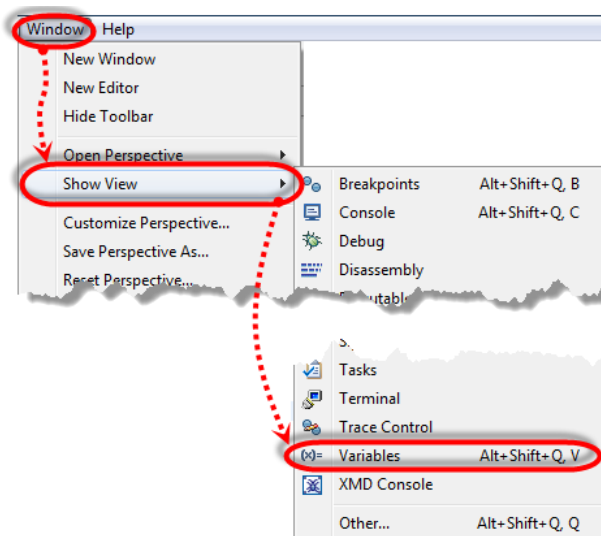 Window Help
New Window
New Editor
Hide Toolbar
Open Perspective
Show View
Customize Perspective...
Save Perspective As...
Reset Perspective...
Breakpoints Alt+Shift+Q, B
Console Alt+Shift+Q, C
Debug
Disassembly
Tasks
Terminal
Trace Control
(x)= Variables Alt+Shift+Q, V
XMD Console
Other... Alt+Shift+Q, Q